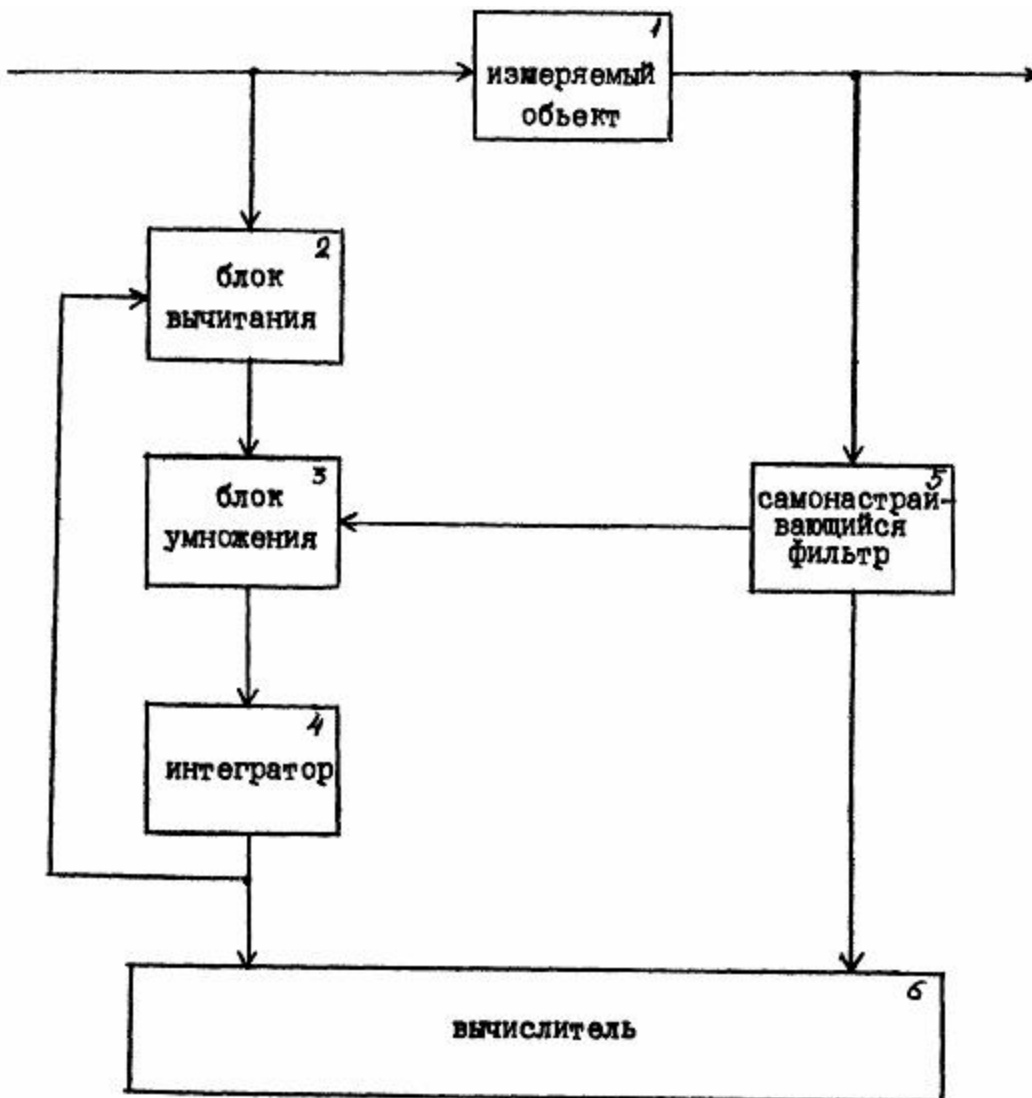 1
измеряемый
обьект
2
блок
вычитания
3
блок
умножения
5
самонастраи-
вающийся
фильтр
4
интегратор
6
вычислитель